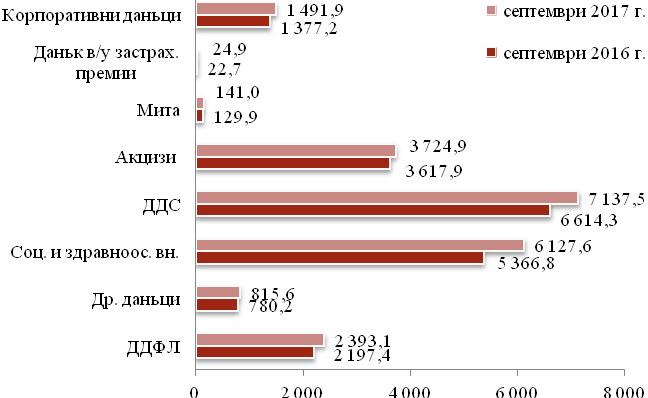 Корпоративни данъци
1 491,9
1 377,2
септември 2017 г.
септември 2016 г.
Данък в/у застрах.
премии
24,9
22,7
Мита
141,0
129,9
Акцизи
3 724,9
3 617,9
ДДС
7 137,5
6 614,3
Соц. и здравноос. вн.
6 127,6
5 366,8
Др. данъци
815,6
780,2
ДДФЛ
2 393,1
2 197,4
0 2 000 4 000 6 000 8 000